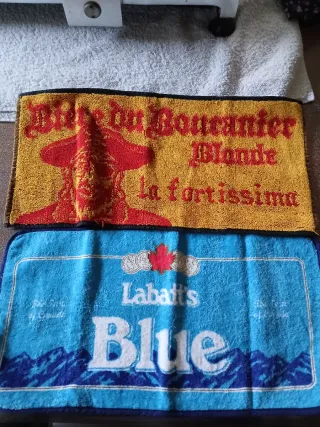 Bière du Boucanier
Blonde
la fortissima
Labatt's
Blue